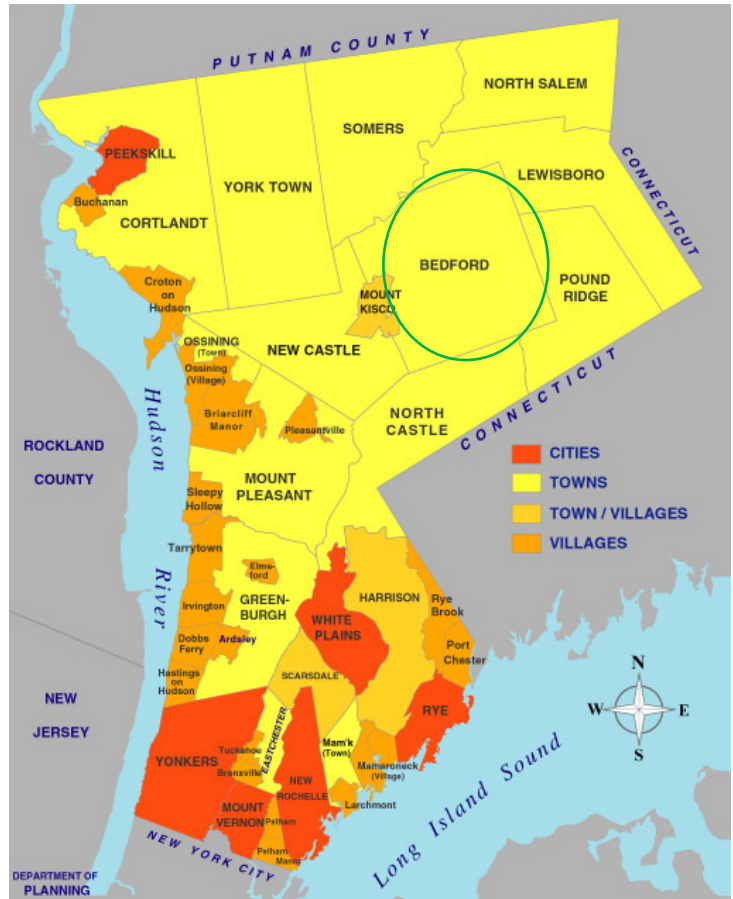 PUTNAM COUNTY
NORTH SALEM
SOMERS
PEEKSKILL
LEWISBORO
CONNECTICUT
YORK TOWN
Buchanan
CORTLANDT
BEDFORD
POUND
RIDGE
Croton
on
Hudson
MOUNT
KISCO
OSSINING
(Town)
NEW CASTLE
Ossining
(Village)
CONNECTICUT
Hudson
River
Briarcliff
Manor
Pleasantville
NORTH
CASTLE
ROCKLAND
COUNTY
CITIES
TOWNS
TOWN / VILLAGES
VILLAGES
MOUNT
PLEASANT
Sleepy
Hollow
Tarrytown
Elms-
ford
GREEN-
BURGH
HARRISON
Rye
Brook
Irvington
WHITE
PLAINS
Dobbs
Ferry
Ardsley
Port
Chester
Hastings
on
Hudson
SCARSDALE
NEW
JERSEY
RYE
N
W
E
S
EASTCHESTER
Mam'k
(Town)
Tuckahoe
YONKERS
Bronxville
Mamaroneck
(Village)
NEW
ROCHELLE
Larchmont
MOUNT
VERNON
Pelham
Pelham
Manor
Long Island Sound
NEW YORK CITY
DEPARTMENT OF
PLANNING